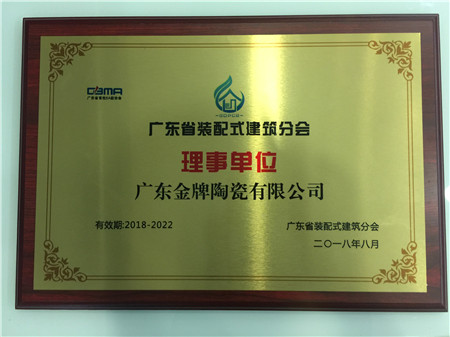 GBMA
广东省装配式建筑分会
理事单位
广东金牌陶瓷有限公司
有效期:2018-2022
广东省装配式建筑分会
二〇一八年八月